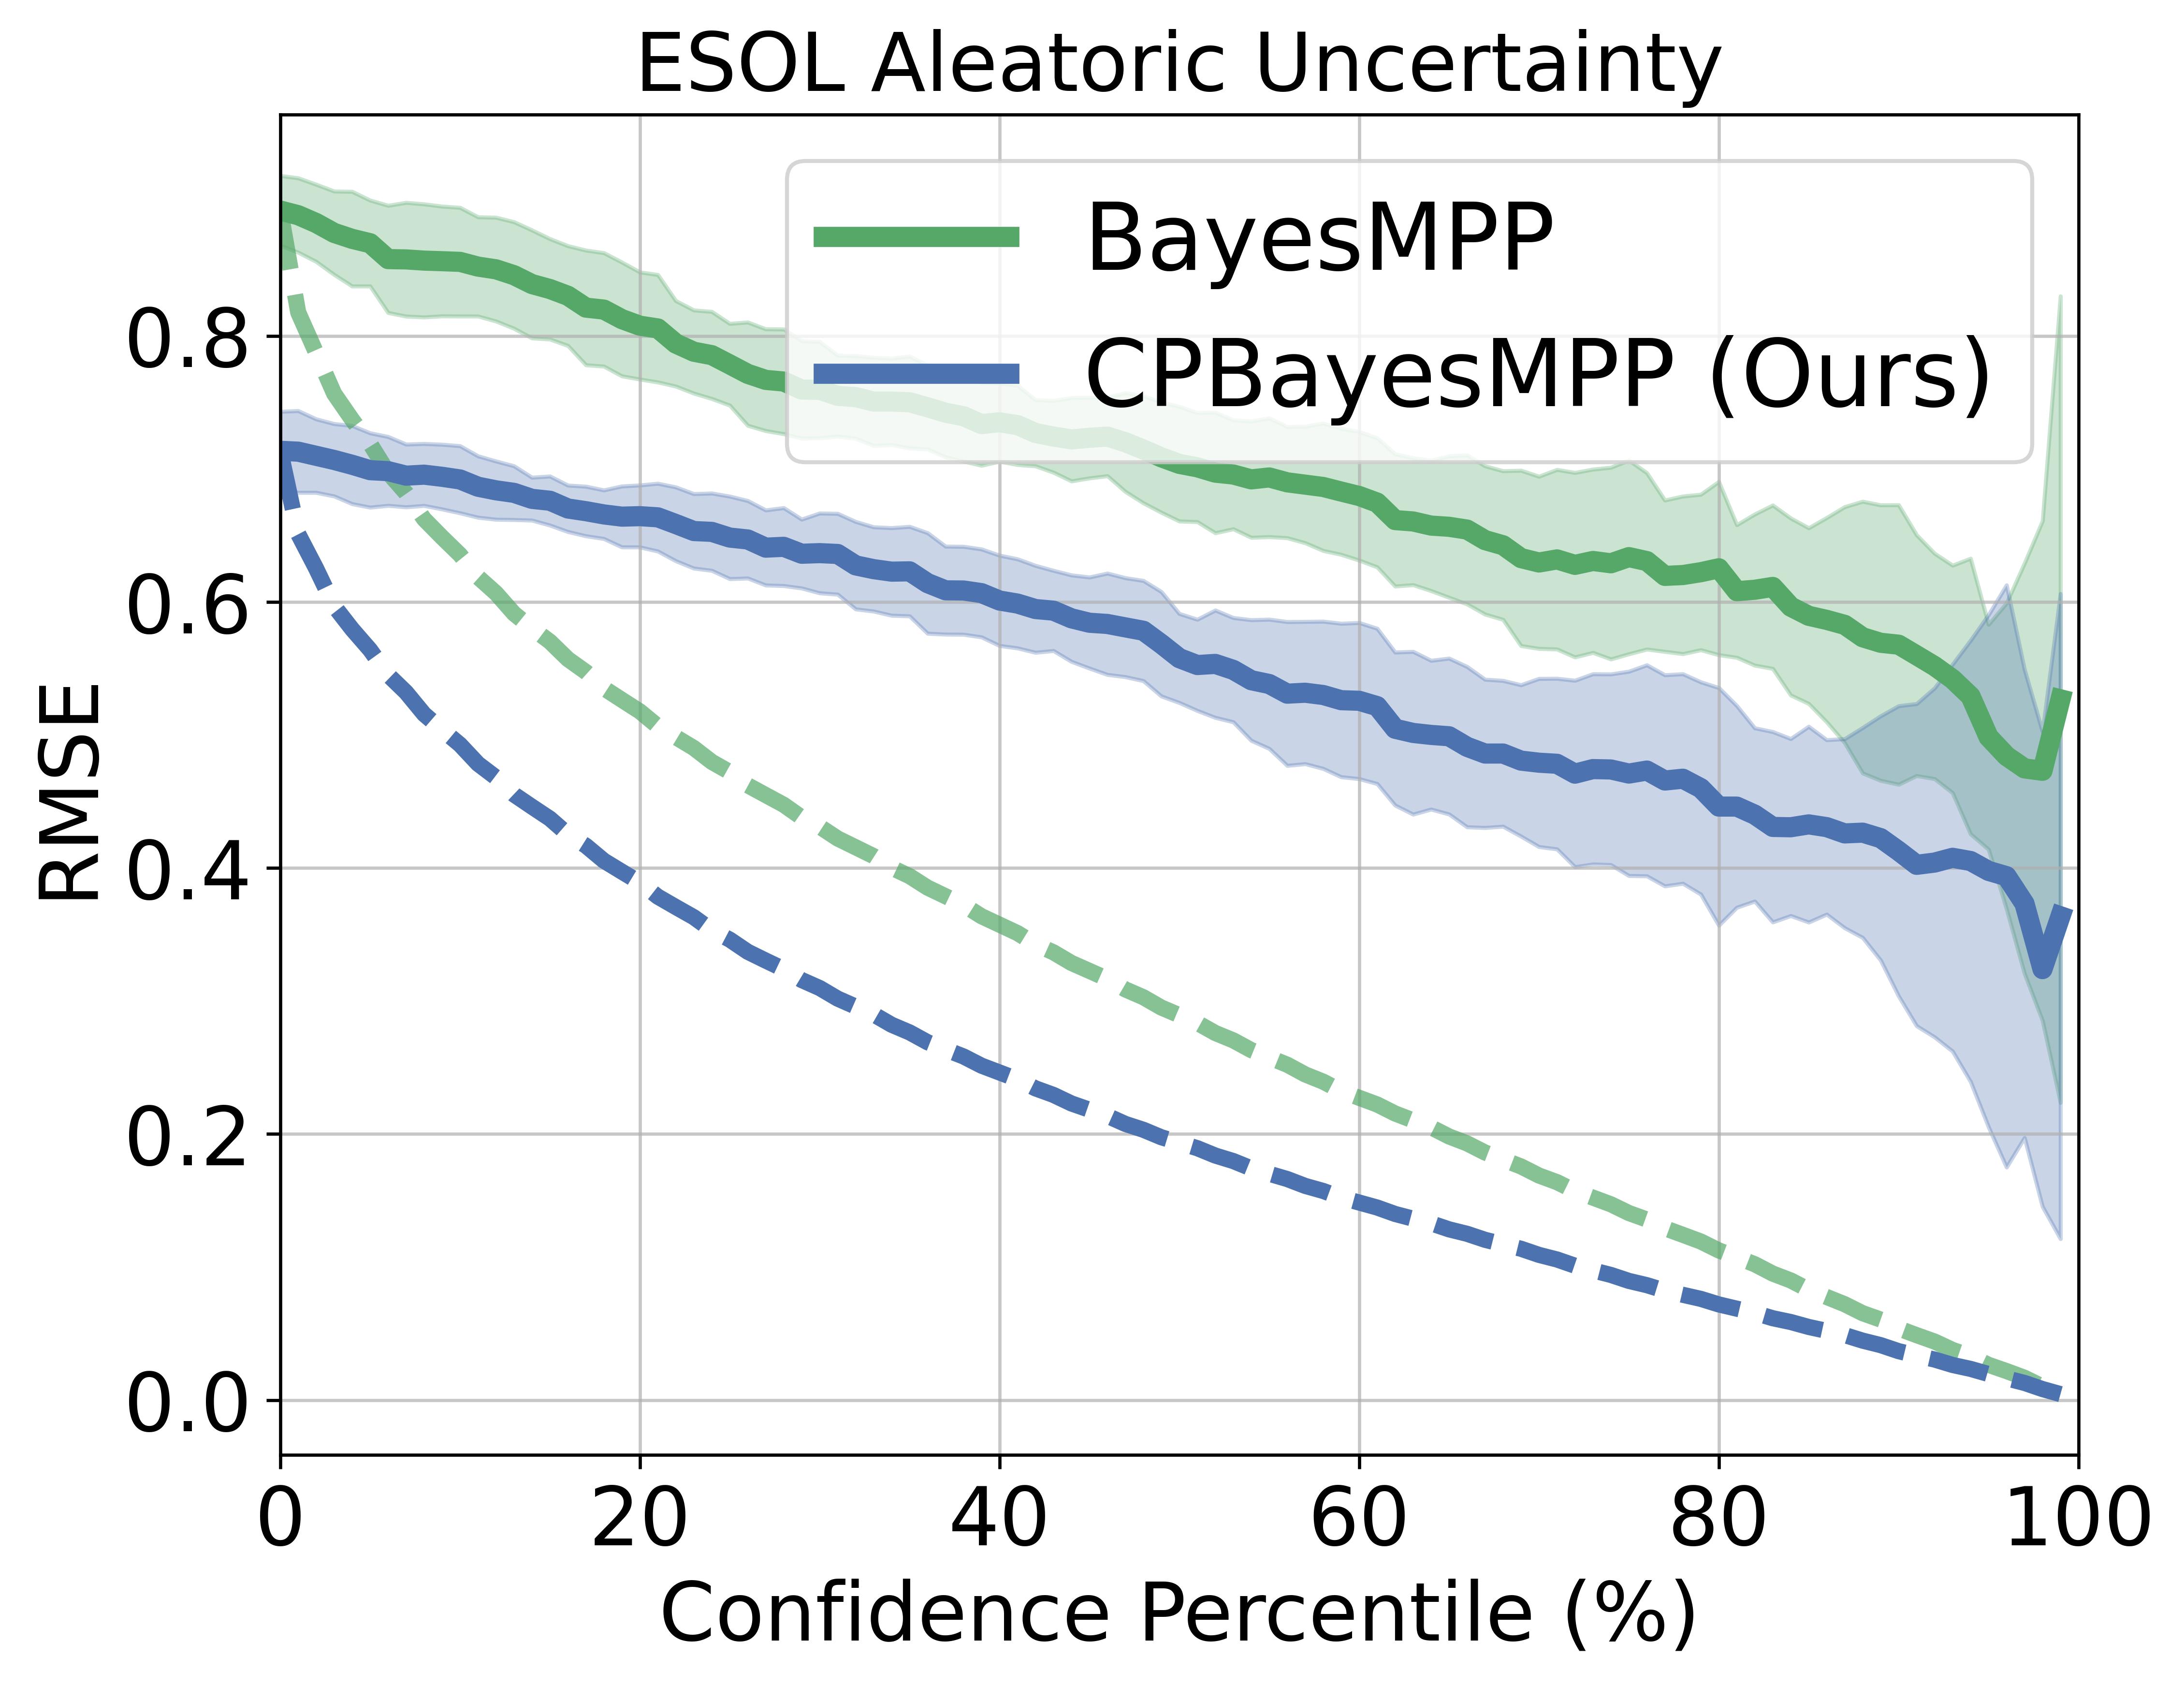 ESOL Aleatoric Uncertainty
BayesMPP
CPBayesMPP (Ours)
RMSE
0.8
0.6
0.4
0.2
0.0
0 20 40 60 80 100
Confidence Percentile (%)